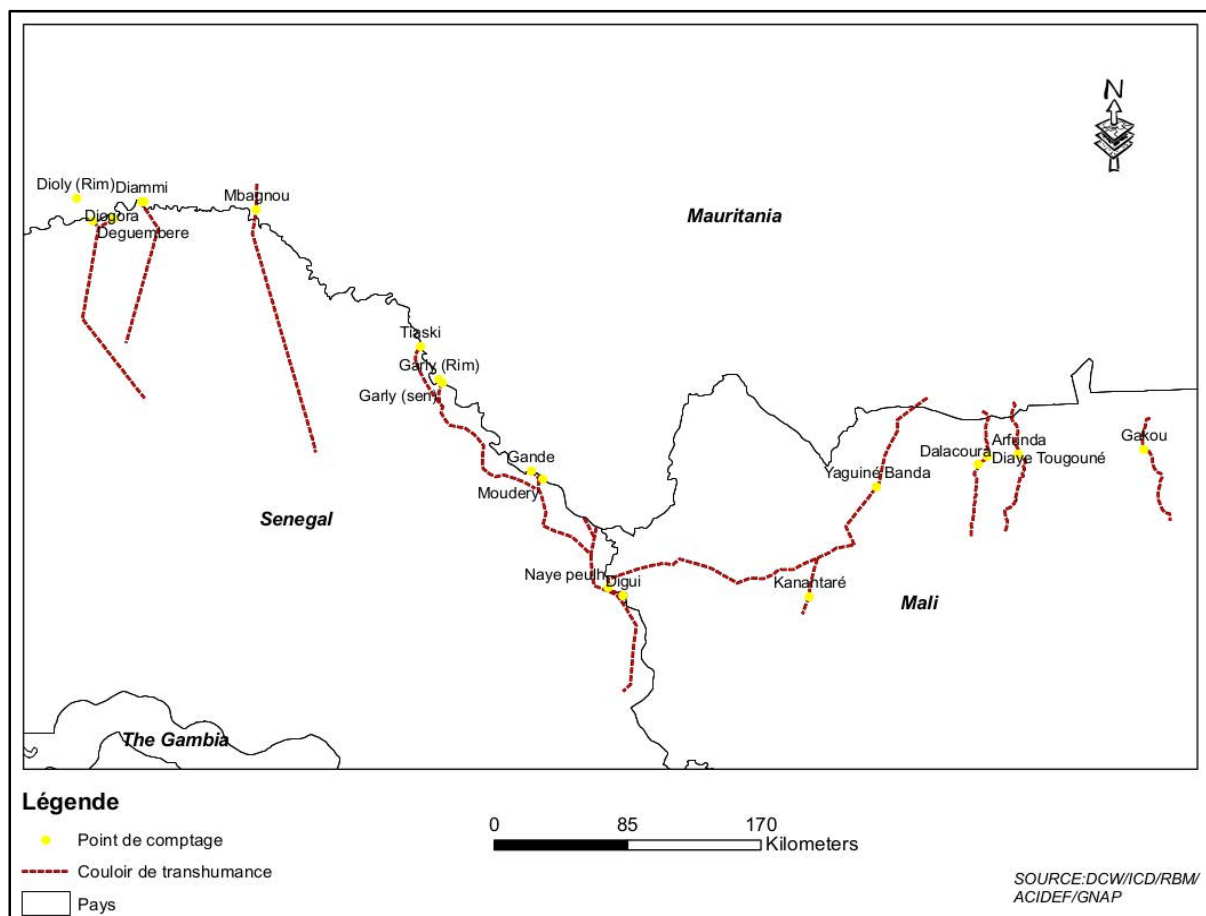 N
Dioly (Rim)
Diammi
Mbagnou
Diogora
Deguembere
Mauritania
Tiaski
Garly (Rim)
Garly (sen)
Gande
Moudery
Senegal
Arfunda
Dalacoura
Diaye Tougouné
Gakou
Yaguiné Banda
Naye peulh
Digui
Kanantaré
Mali
The Gambia
Légende
Point de comptage
Couloir de transhumance
Pays
0 85 170
Kilometers
SOURCE:DCW/ICD/RBM/
ACIDEF/GNAP